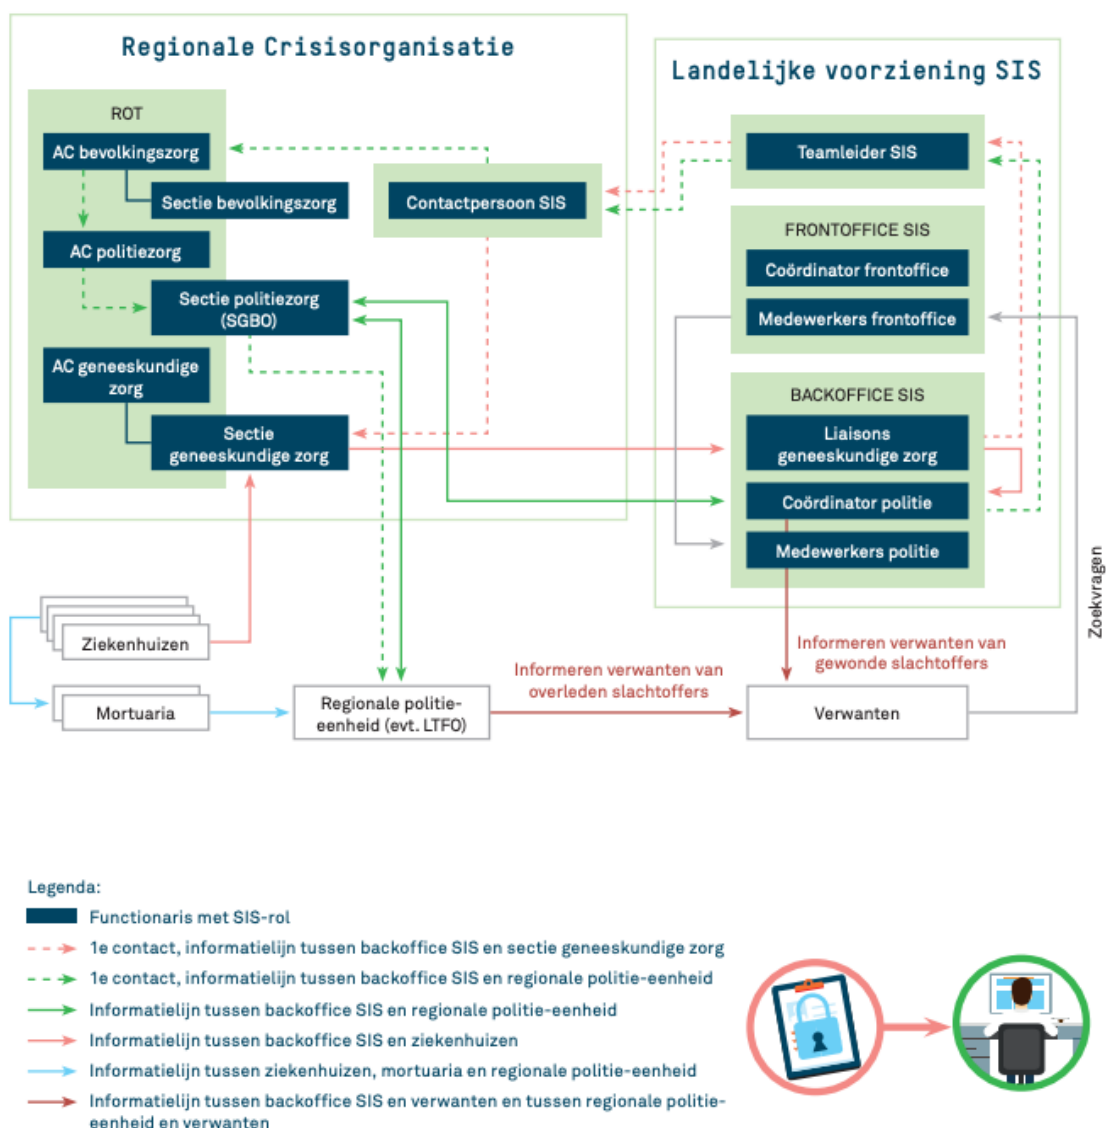 Regionale Crisisorganisatie
Landelijke voorziening SIS
ROT
AC bevolkingszorg
Sectie bevolkingszorg
AC politiezorg
Sectie politiezorg
(SGBO)
AC geneeskundige
zorg
Sectie
geneeskundige zorg
Contactpersoon SIS
Teamleider SIS
FRONTOFFICE SIS
Coördinator frontoffice
Medewerkers frontoffice
BACKOFFICE SIS
Liaisons
geneeskundige zorg
Coördinator politie
Medewerkers politie
Zoekvragen
Ziekenhuizen
Mortuaria
Regionale politie-
eenheid (evt. LTFO)
Informeren verwanten van
overleden slachtoffers
Informeren verwanten van
gewonde slachtoffers
Verwanten
Legenda:
Functionaris met SIS-rol
1e contact, informatielijn tussen backoffice SIS en sectie geneeskundige zorg
1e contact, informatielijn tussen backoffice SIS en regionale politie-eenheid
Informatielijn tussen backoffice SIS en regionale politie-eenheid
Informatielijn tussen backoffice SIS en ziekenhuizen
Informatielijn tussen ziekenhuizen, mortuaria en regionale politie-eenheid
Informatielijn tussen backoffice SIS en verwanten en tussen regionale politie-
eenheid en verwanten